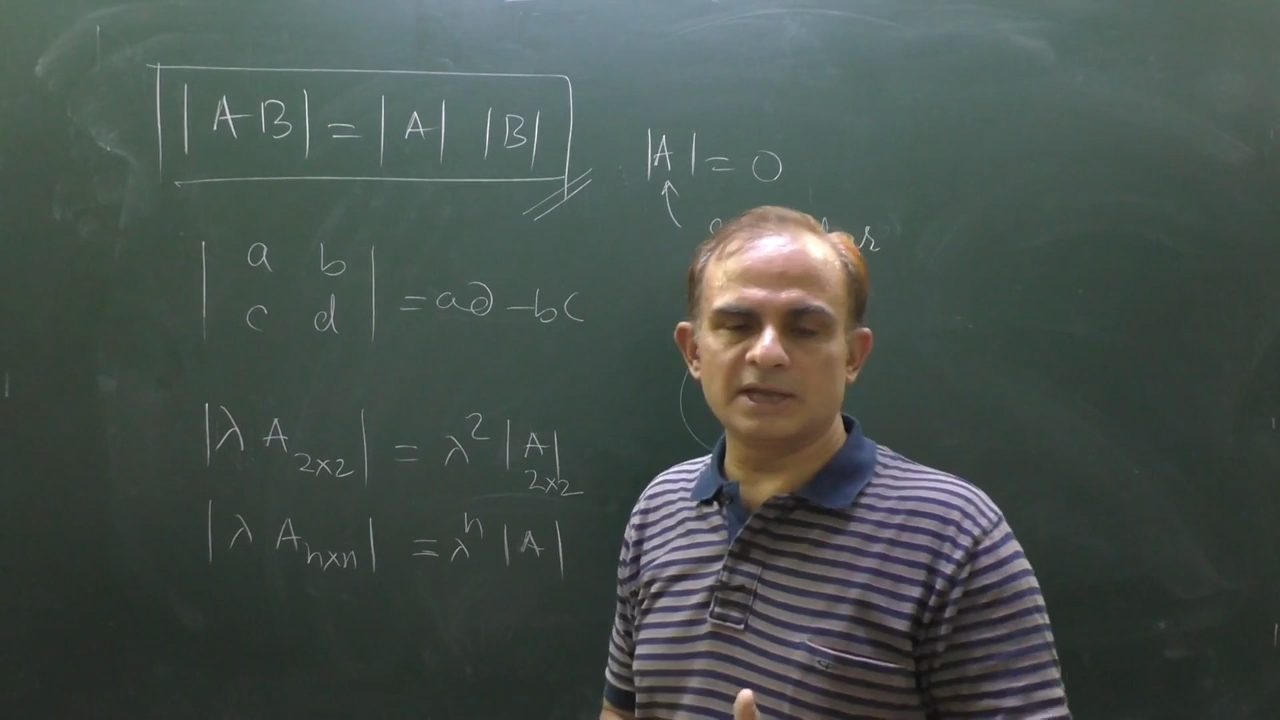 |AB| = |A| |B|
|A| = 0
| a b |
| c d | = ad - bc
|λ A₂ₓ₂| = λ² |A|₂ₓ₂
|λ Aₙₓₙ| = λⁿ |A|